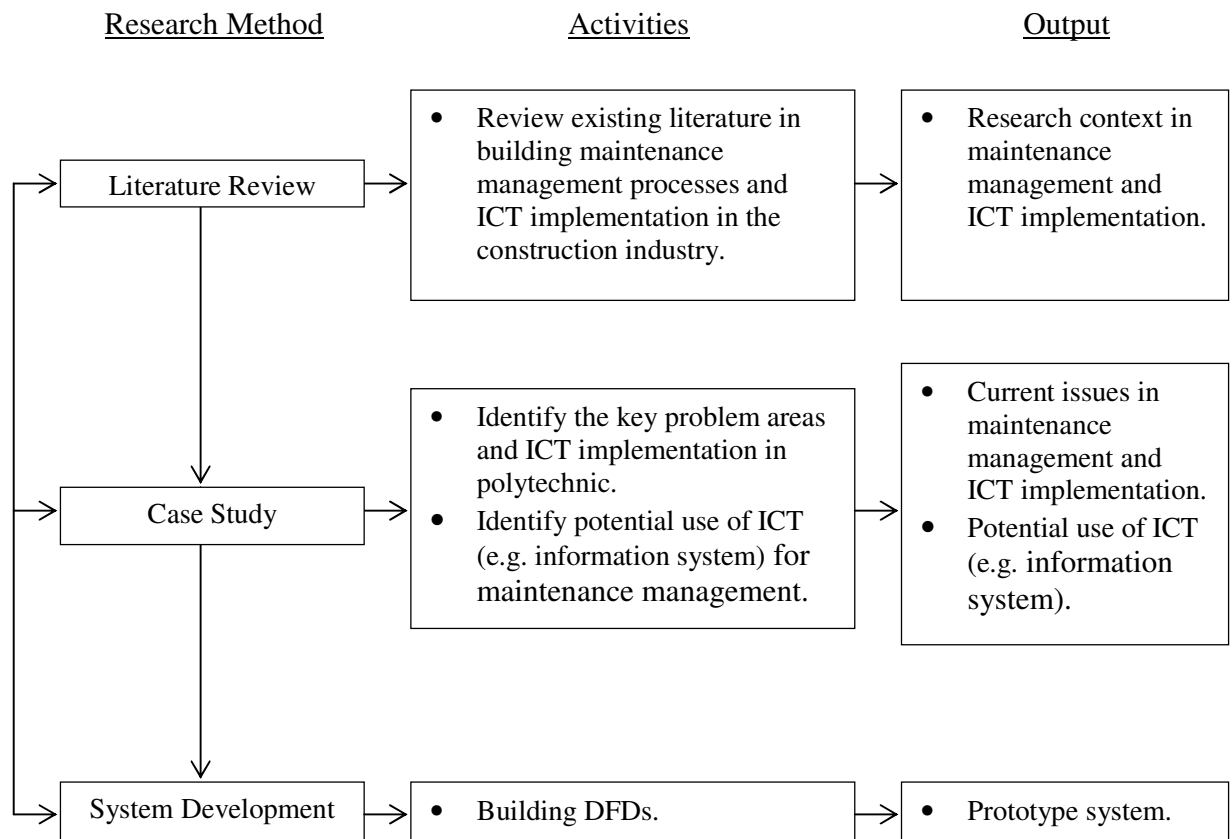 Research Method
Activities
Output
Literature Review
• Review existing literature in
building maintenance
management processes and
ICT implementation in the
construction industry.
• Research context in
maintenance
management and
ICT implementation.
Case Study
• Identify the key problem areas
and ICT implementation in
polytechnic.
• Identify potential use of ICT
(e.g. information system) for
maintenance management.
• Current issues in
maintenance
management and
ICT implementation.
• Potential use of ICT
(e.g. information
system).
System Development
• Building DFDs.
• Prototype system.